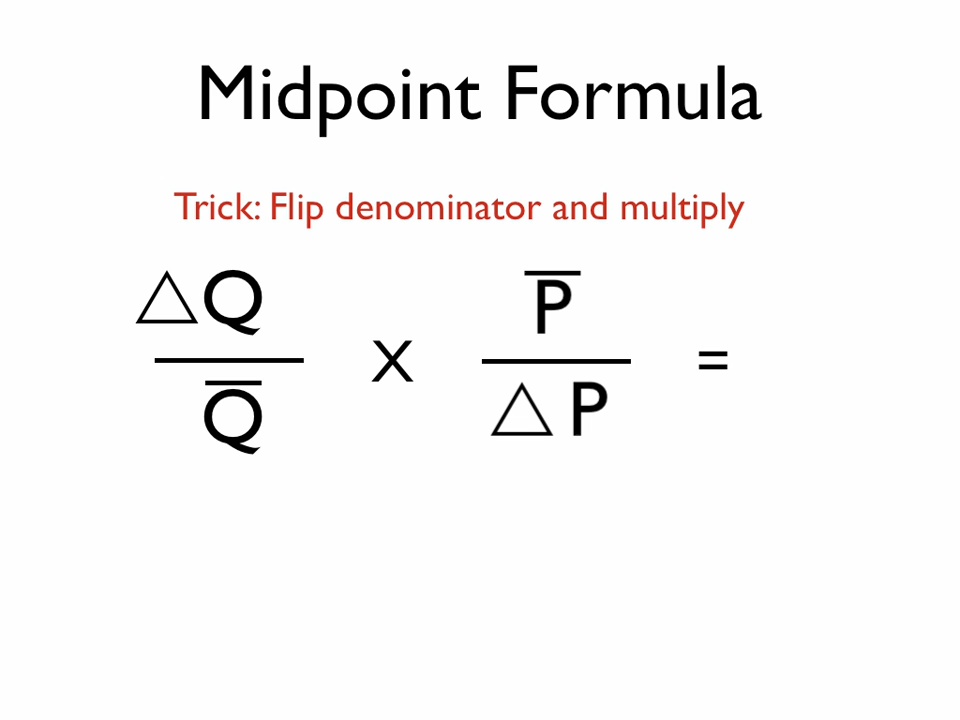 Midpoint Formula
Trick: Flip denominator and multiply
△Q / Q̅ x P̅ / △P =